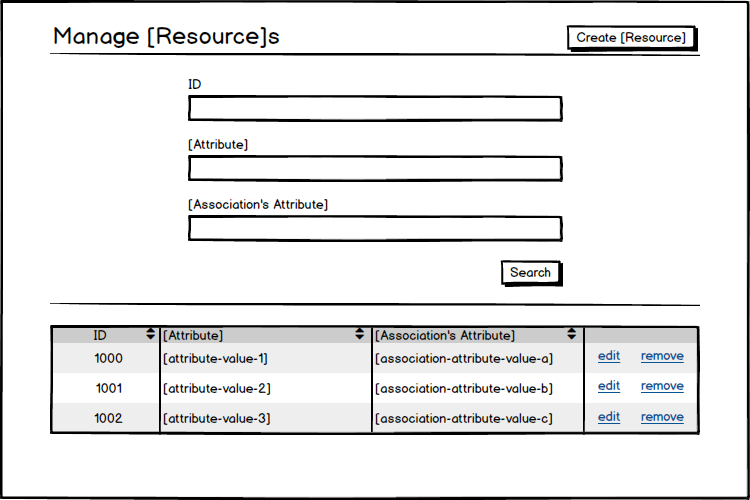 Manage [Resource]s
Create [Resource]
ID
[Attribute]
[Association's Attribute]
Search
ID [Attribute] [Association's Attribute]
1000 [attribute-value-1] [association-attribute-value-a] edit remove
1001 [attribute-value-2] [association-attribute-value-b] edit remove
1002 [attribute-value-3] [association-attribute-value-c] edit remove